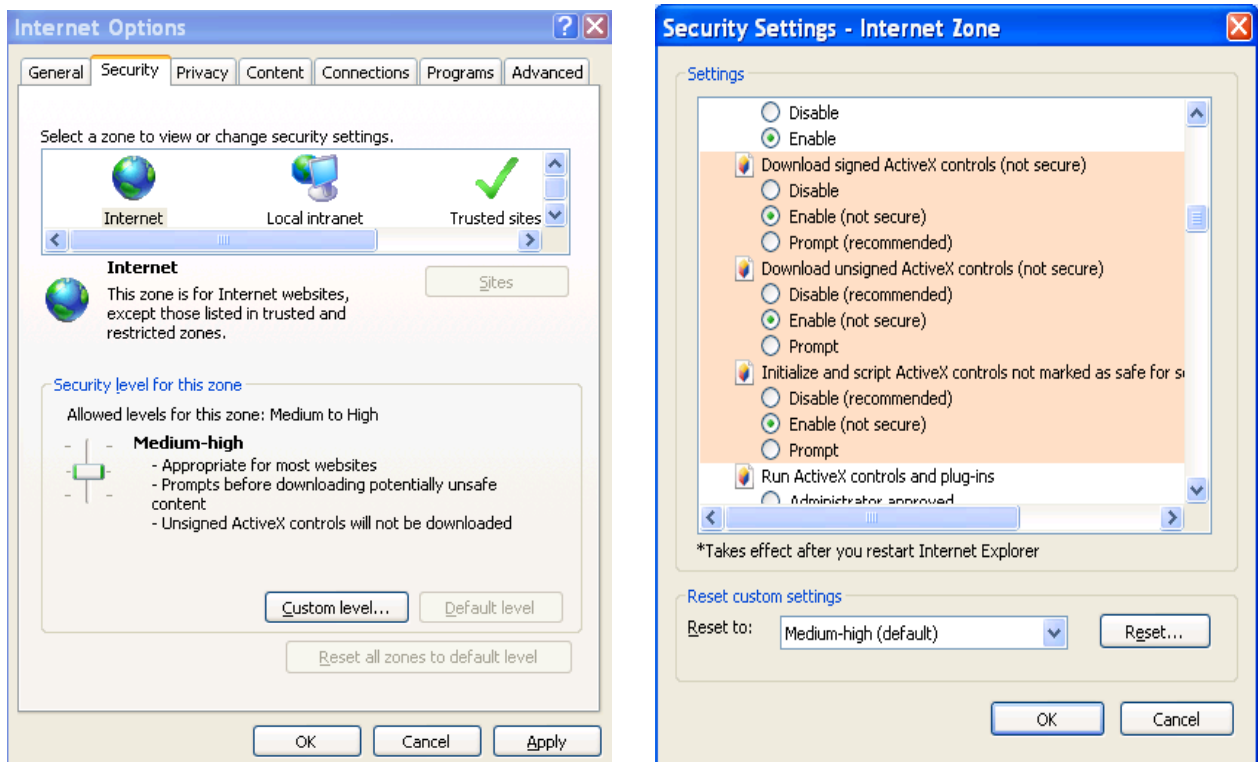 Internet Options
General Security Privacy Content Connections Programs Advanced
Select a zone to view or change security settings.
Internet Local intranet Trusted sites
Internet
Sites
This zone is for Internet websites,
except those listed in trusted and
restricted zones.
Security level for this zone
Allowed levels for this zone: Medium to High
Medium-high
- Appropriate for most websites
- Prompts before downloading potentially unsafe
content
- Unsigned ActiveX controls will not be downloaded
Custom level... Default level
Reset all zones to default level
OK Cancel Apply
Security Settings - Internet Zone
Settings
Disable
Enable
Download signed ActiveX controls (not secure)
Disable
Enable (not secure)
Prompt (recommended)
Download unsigned ActiveX controls (not secure)
Disable (recommended)
Enable (not secure)
Prompt
Initialize and script ActiveX controls not marked as safe for
Disable (recommended)
Enable (not secure)
Prompt
Run ActiveX controls and plug-ins
Administrator approved
*Takes effect after you restart Internet Explorer
Reset custom settings
Reset to: Medium-high (default) Reset...
OK Cancel